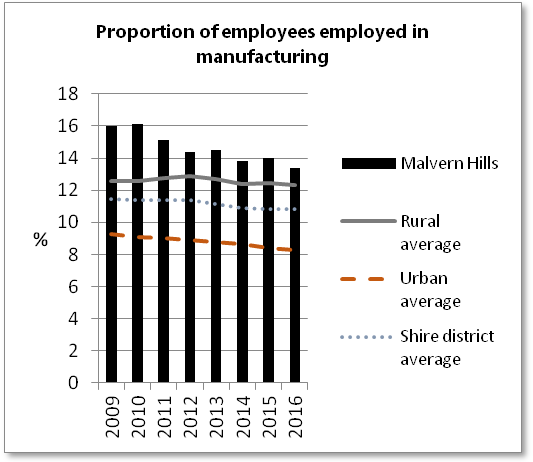 Proportion of employees employed in
manufacturing
18
16
14
12
10
8
6
4
2
0
%
2009
2010
2011
2012
2013
2014
2015
2016
Malvern Hills
Rural
average
Urban
average
Shire district
average